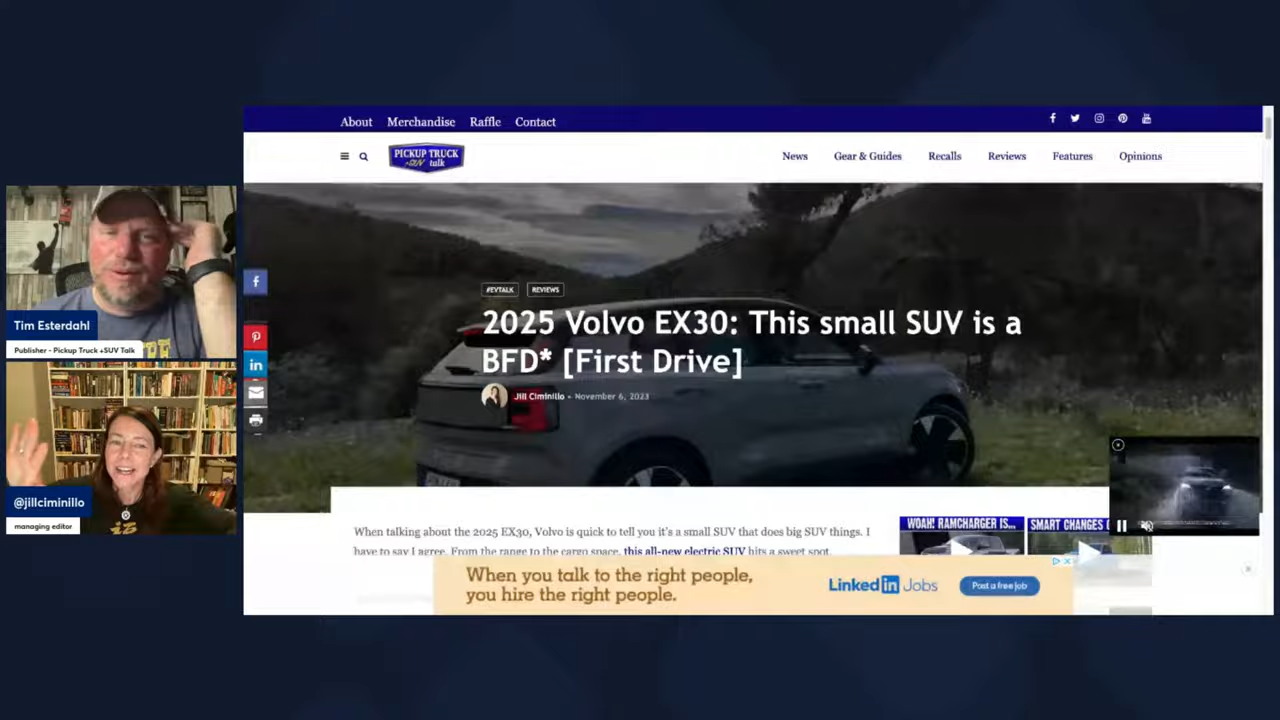 About Merchandise Raffle Contact
PICKUP TRUCK
+SUV talk
News Gear & Guides Recalls Reviews Features Opinions
#EVTALK REVIEWS
2025 Volvo EX30: This small SUV is a
BFD* [First Drive]
Jill Ciminillo - November 6, 2023
Tim Esterdahl
Publisher - Pickup Truck +SUV Talk
@jillciminillo
managing editor
When talking about the 2025 EX30, Volvo is quick to tell you it's a small SUV that does big SUV things. I
have to say I agree. From the range to the cargo space, this all-new electric SUV hits a sweet spot.
WOAH! RAMCHARGER IS...
SMART CHANGES
When you talk to the right people,
you hire the right people.
LinkedIn Jobs
Post a free job